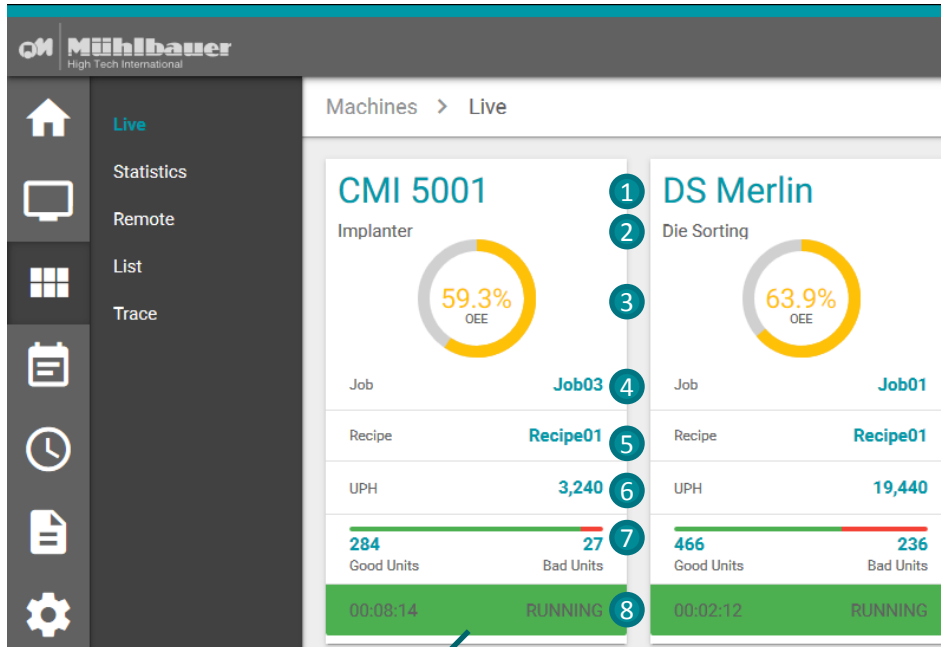 Mühlbauer
High Tech International
Machines > Live
Live
Statistics
Remote
List
Trace
CMI 5001
Implanter
59.3%
OEE
Job Job03
Recipe Recipe01
UPH 3,240
284 27
Good Units Bad Units
00:08:14 RUNNING
1
2
3
4
5
6
7
8
DS Merlin
Die Sorting
63.9%
OEE
Job Job01
Recipe Recipe01
UPH 19,440
466 236
Good Units Bad Units
00:02:12 RUNNING